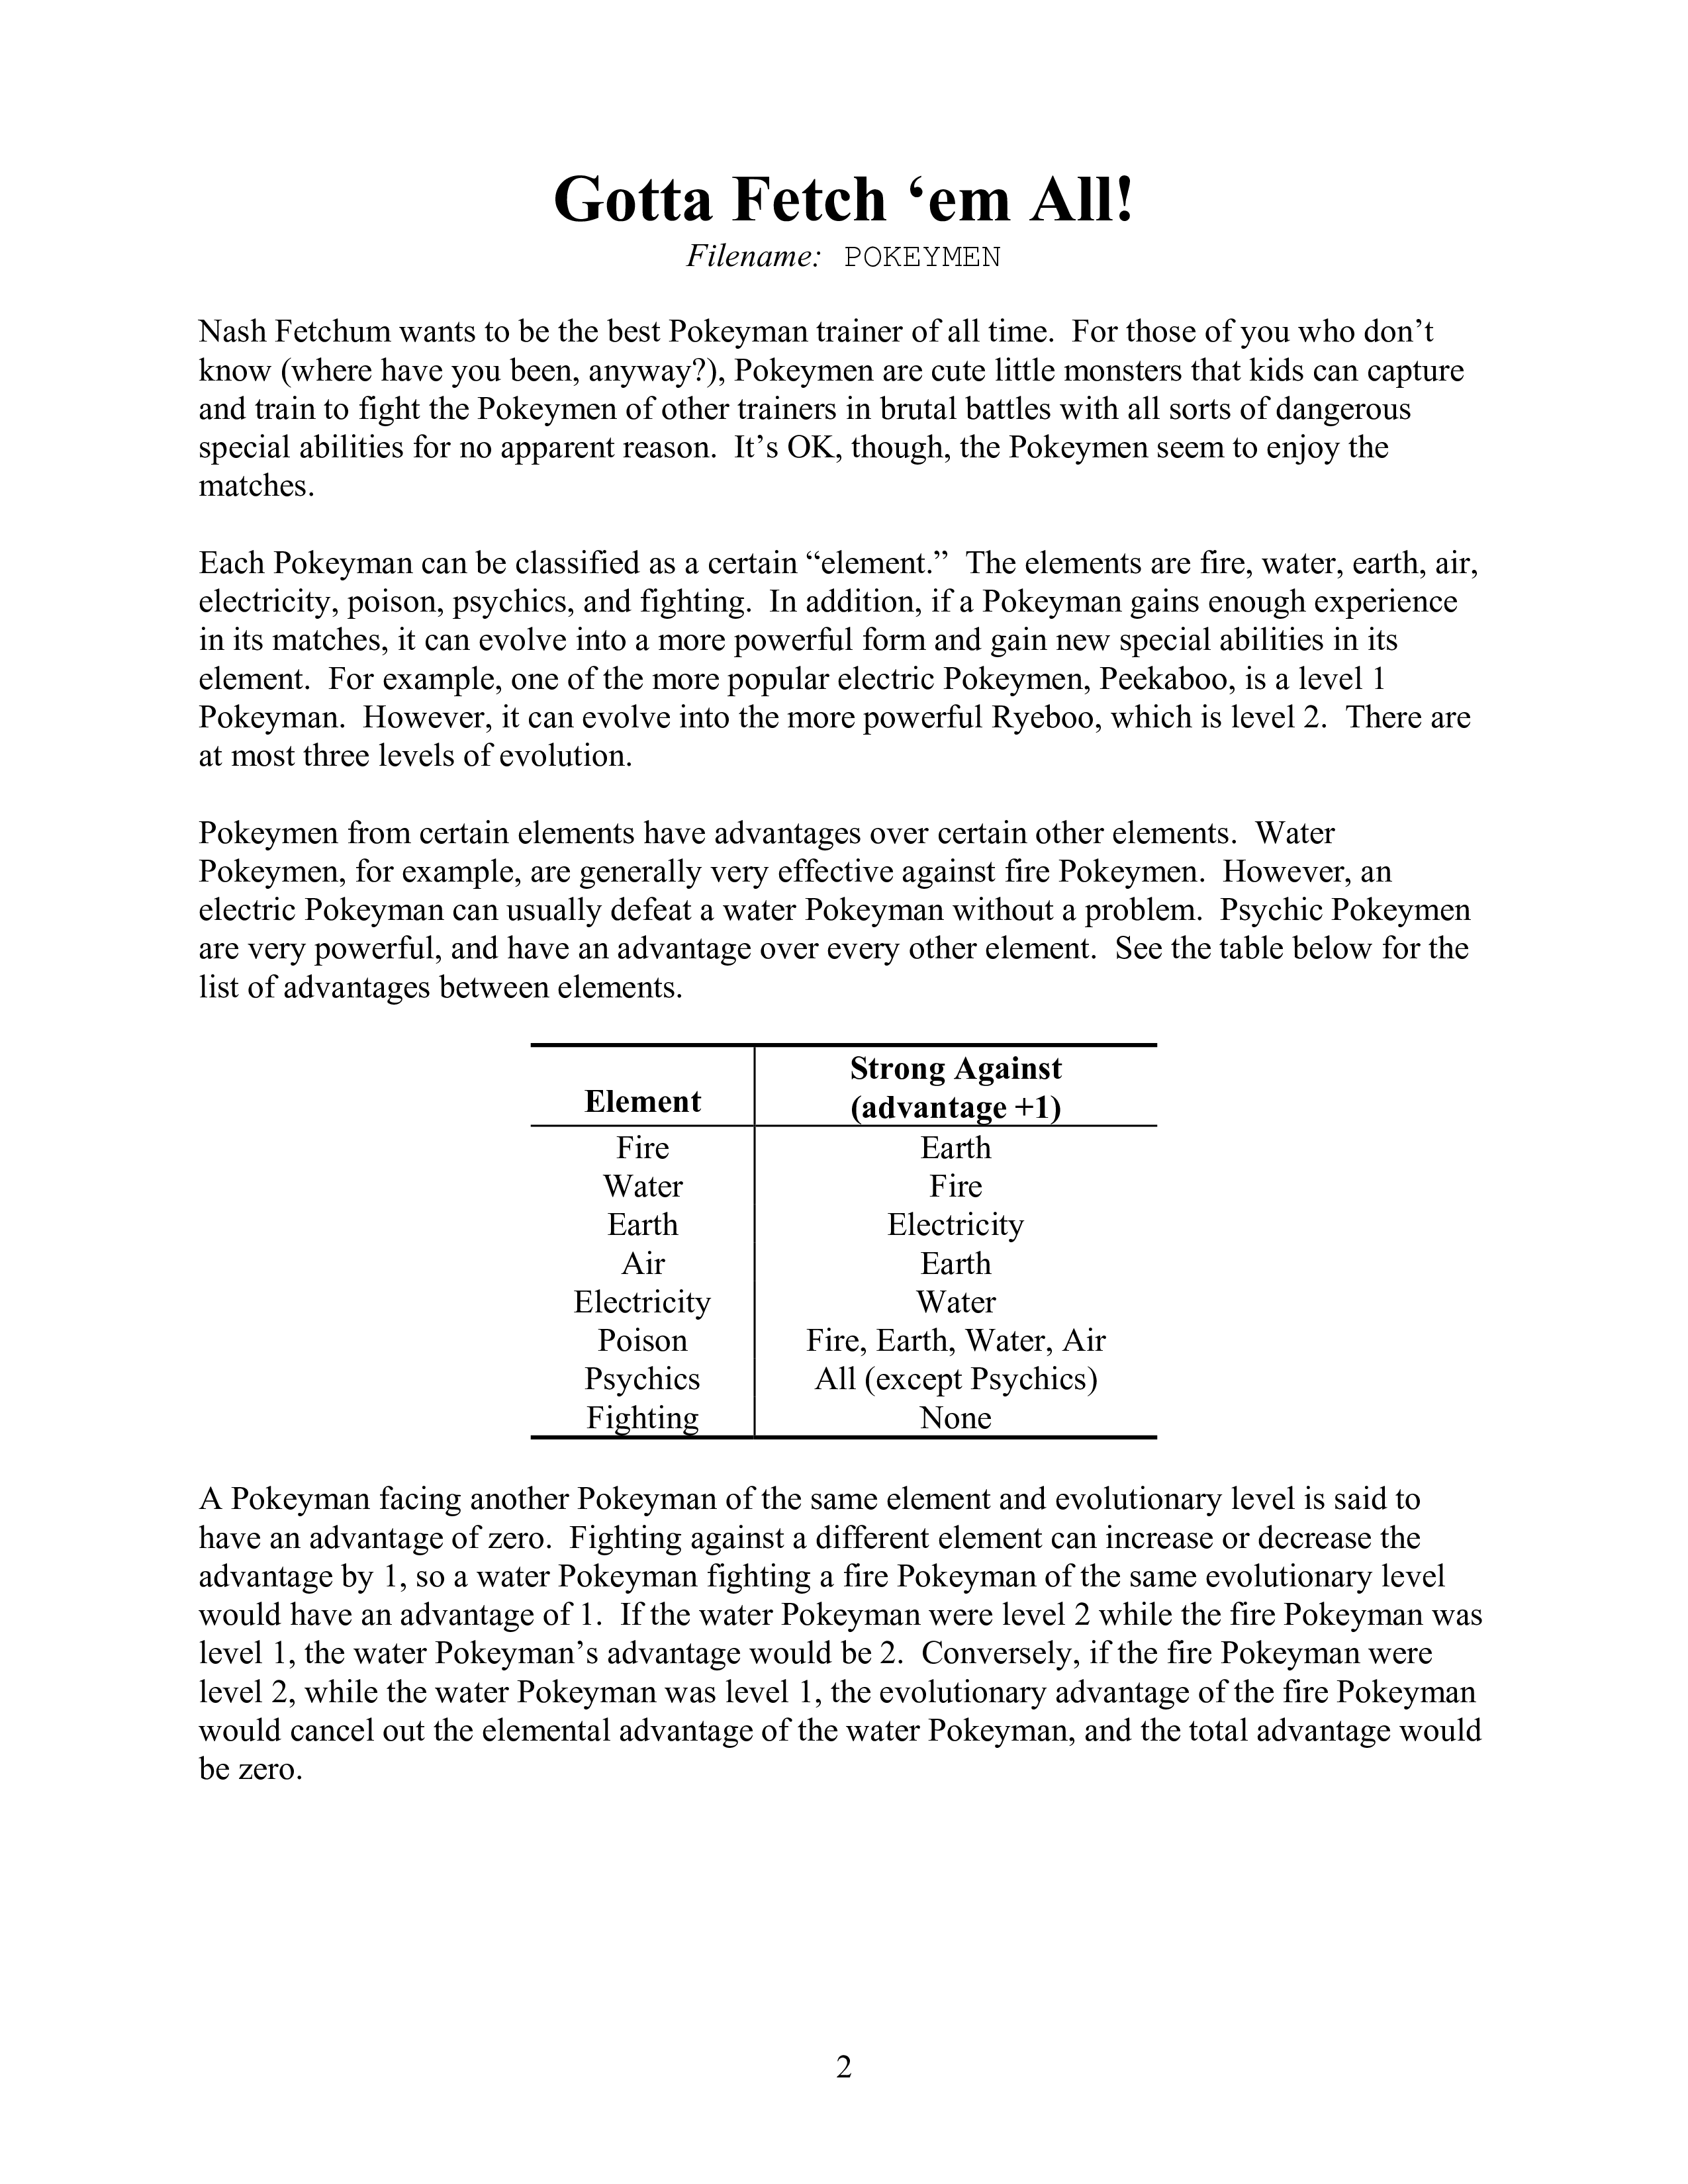 Gotta Fetch ‘em All!
Filename: POKEYMEN
Nash Fetchum wants to be the best Pokeyman trainer of all time. For those of you who don’t
know (where have you been, anyway?), Pokeymen are cute little monsters that kids can capture
and train to fight the Pokeymen of other trainers in brutal battles with all sorts of dangerous
special abilities for no apparent reason. It’s OK, though, the Pokeymen seem to enjoy the
matches.
Each Pokeyman can be classified as a certain “element.” The elements are fire, water, earth, air,
electricity, poison, psychics, and fighting. In addition, if a Pokeyman gains enough experience
in its matches, it can evolve into a more powerful form and gain new special abilities in its
element. For example, one of the more popular electric Pokeymen, Peekaboo, is a level 1
Pokeyman. However, it can evolve into the more powerful Ryeboo, which is level 2. There are
at most three levels of evolution.
Pokeymen from certain elements have advantages over certain other elements. Water
Pokeymen, for example, are generally very effective against fire Pokeymen. However, an
electric Pokeyman can usually defeat a water Pokeyman without a problem. Psychic Pokeymen
are very powerful, and have an advantage over every other element. See the table below for the
list of advantages between elements.
Element Strong Against
(advantage +1)
Fire Earth
Water Fire
Earth Electricity
Air Earth
Electricity Water
Poison Fire, Earth, Water, Air
Psychics All (except Psychics)
Fighting None
A Pokeyman facing another Pokeyman of the same element and evolutionary level is said to
have an advantage of zero. Fighting against a different element can increase or decrease the
advantage by 1, so a water Pokeyman fighting a fire Pokeyman of the same evolutionary level
would have an advantage of 1. If the water Pokeyman were level 2 while the fire Pokeyman was
level 1, the water Pokeyman’s advantage would be 2. Conversely, if the fire Pokeyman were
level 2, while the water Pokeyman was level 1, the evolutionary advantage of the fire Pokeyman
would cancel out the elemental advantage of the water Pokeyman, and the total advantage would
be zero.
2